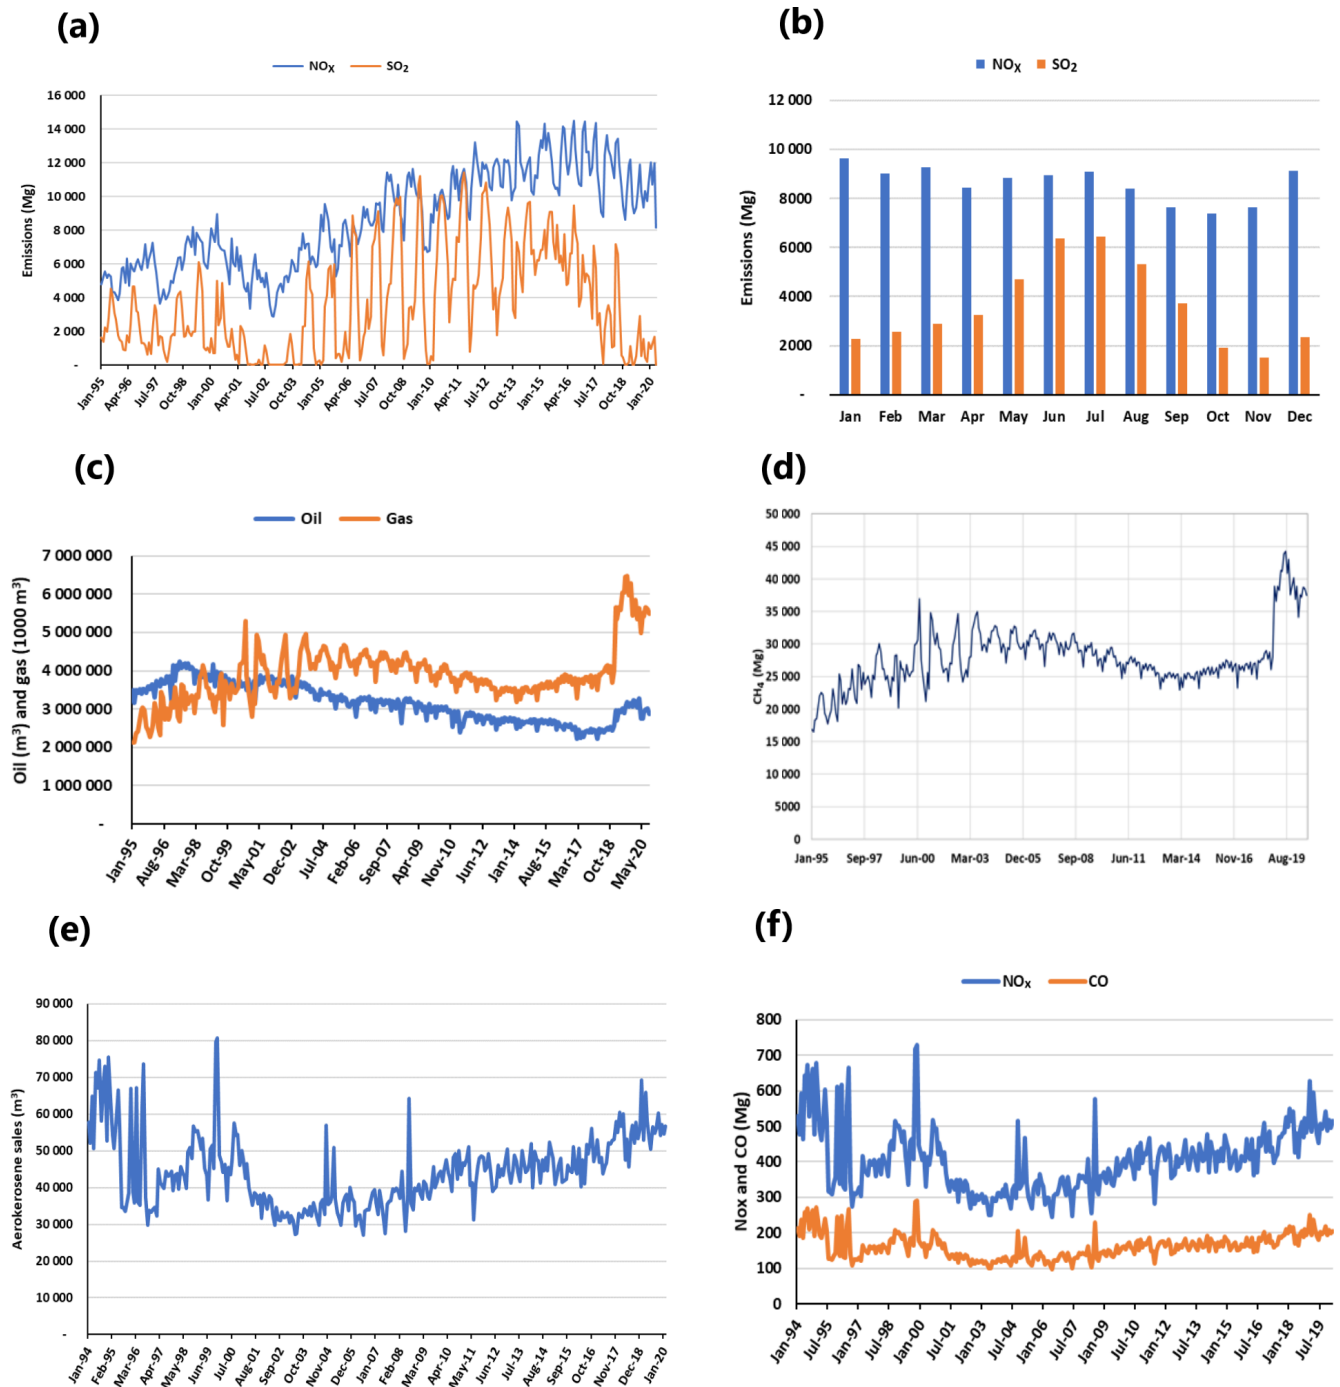 (a)
NOX SO2
Emissions (Mg)
16 000
14 000
12 000
10 000
8 000
6 000
4 000
2 000
-
Jan-95 Apr-96 Jul-97 Oct-98 Jan-00 Apr-01 Jul-02 Oct-03 Jan-05 Apr-06 Jul-07 Oct-08 Jan-10 Apr-11 Jul-12 Oct-13 Jan-15 Apr-16 Jul-17 Oct-18 Jan-20
(b)
NOX SO2
Emissions (Mg)
12 000
10 000
8000
6000
4000
2000
-
Jan Feb Mar Apr May Jun Jul Aug Sep Oct Nov Dec
(c)
Oil Gas
Oil (m3) and gas (1000 m3)
7 000 000
6 000 000
5 000 000
4 000 000
3 000 000
2 000 000
1 000 000
-
Jan-95 Aug-96 Mar-98 Oct-99 May-01 Dec-02 Jul-04 Feb-06 Sep-07 Apr-09 Nov-10 Jun-12 Jan-14 Aug-15 Mar-17 Oct-18 May-20
(d)
CH4 (Mg)
50 000
45 000
40 000
35 000
30 000
25 000
20 000
15 000
10 000
5000
0
Jan-95 Sep-97 Jun-00 Mar-03 Dec-05 Sep-08 Jun-11 Mar-14 Nov-16 Aug-19
(e)
Aerokerosene sales (m3)
90 000
80 000
70 000
60 000
50 000
40 000
30 000
20 000
10 000
-
Jan-94 Feb-95 Mar-96 Apr-97 May-98 Jun-99 Jul-00 Aug-01 Sep-02 Oct-03 Nov-04 Dec-05 Jan-07 Feb-08 Mar-09 Apr-10 May-11 Jun-12 Jul-13 Aug-14 Sep-15 Oct-16 Nov-17 Dec-18 Jan-20
(f)
NOx CO
Nox and CO (Mg)
800
700
600
500
400
300
200
100
0
Jan-94 Jul-95 Jan-97 Jul-98 Jan-00 Jul-01 Jan-03 Jul-04 Jan-06 Jul-07 Jan-09 Jul-10 Jan-12 Jul-13 Jan-15 Jul-16 Jan-18 Jul-19